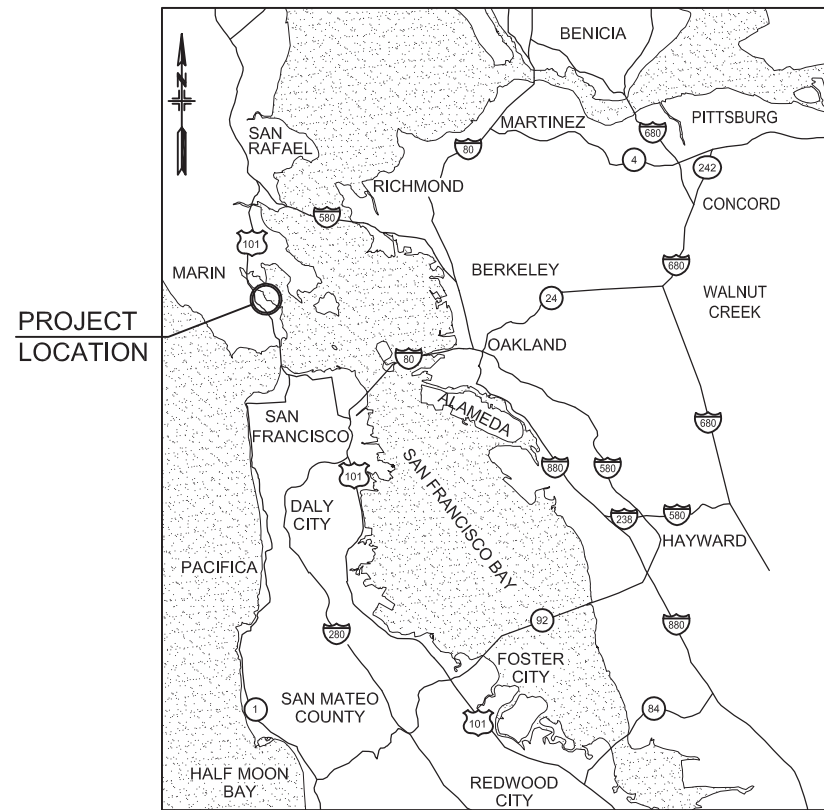 BENICIA
N
SAN
RAFAEL
MARTINEZ
PITTSBURG
680
80
4
242
RICHMOND
CONCORD
580
101
MARIN
BERKELEY
680
24
WALNUT
CREEK
PROJECT
LOCATION
80
OAKLAND
ALAMEDA
SAN
FRANCISCO
680
SAN FRANCISCO BAY
101
880
580
DALY
CITY
238
580
HAYWARD
PACIFICA
92
880
280
FOSTER
CITY
SAN MATEO
COUNTY
1
101
84
HALF MOON
BAY
REDWOOD
CITY